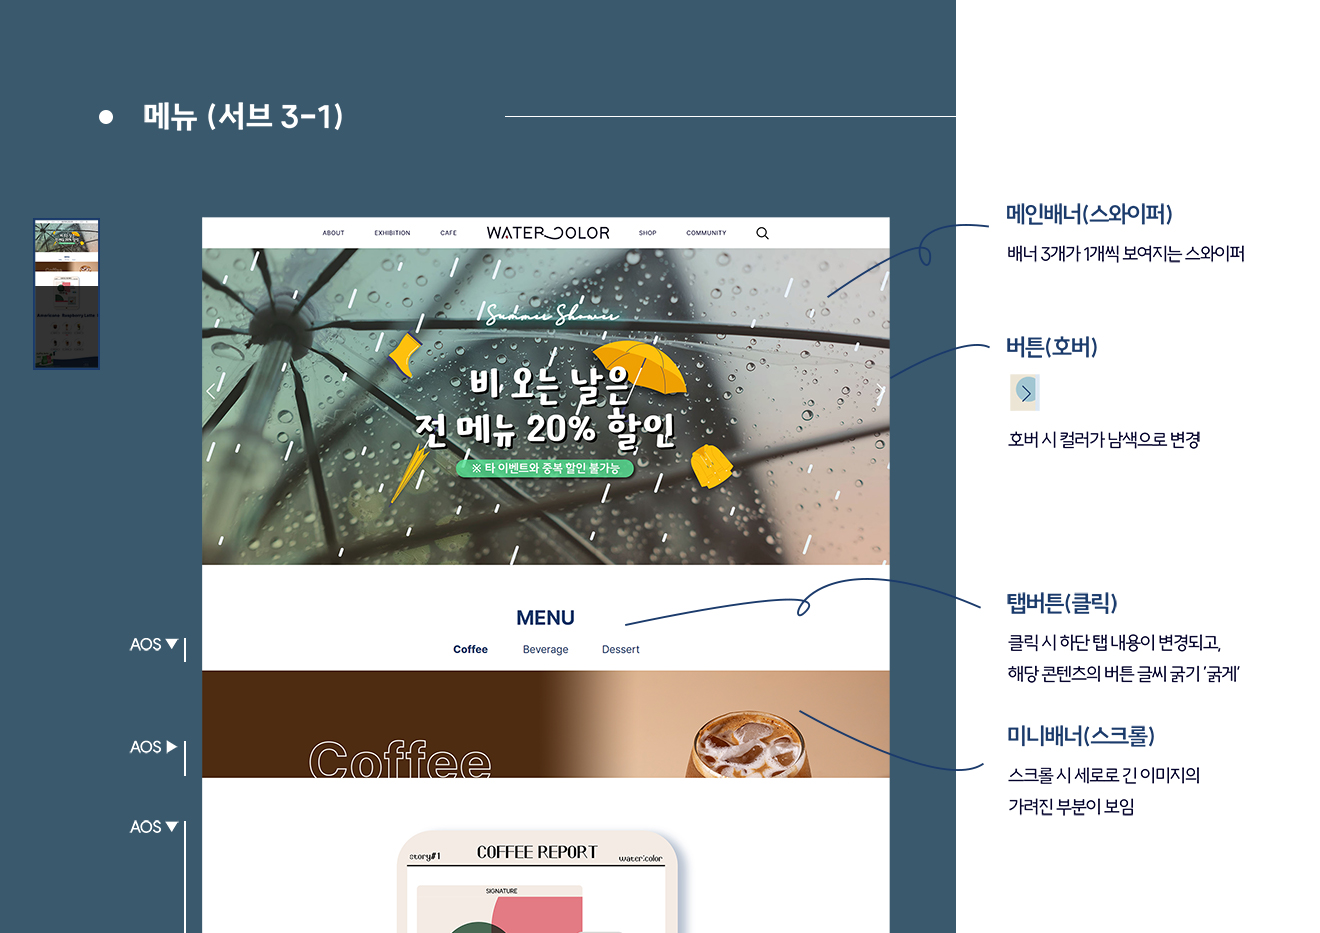 메뉴 (서브 3-1)
ABOUT
EXHIBITION
CAFE
WATERCOLOR
SHOP
COMMUNITY
Summer Shower
비 오는 날은
전 메뉴 20% 할인
※ 타 이벤트와 중복 할인 불가능
MENU
Coffee
Beverage
Dessert
Coffee
story#1
COFFEE REPORT
water:color
SIGNATURE
AOS ▼
AOS ▶
AOS ▼
메인배너(스와이퍼)
배너 3개가 1개씩 보여지는 스와이퍼
버튼(호버)
호버 시 컬러가 남색으로 변경
탭버튼(클릭)
클릭 시 하단 탭 내용이 변경되고,
해당 콘텐츠의 버튼 글씨 굵기 '굵게'
미니배너(스크롤)
스크롤 시 세로로 긴 이미지의
가려진 부분이 보임